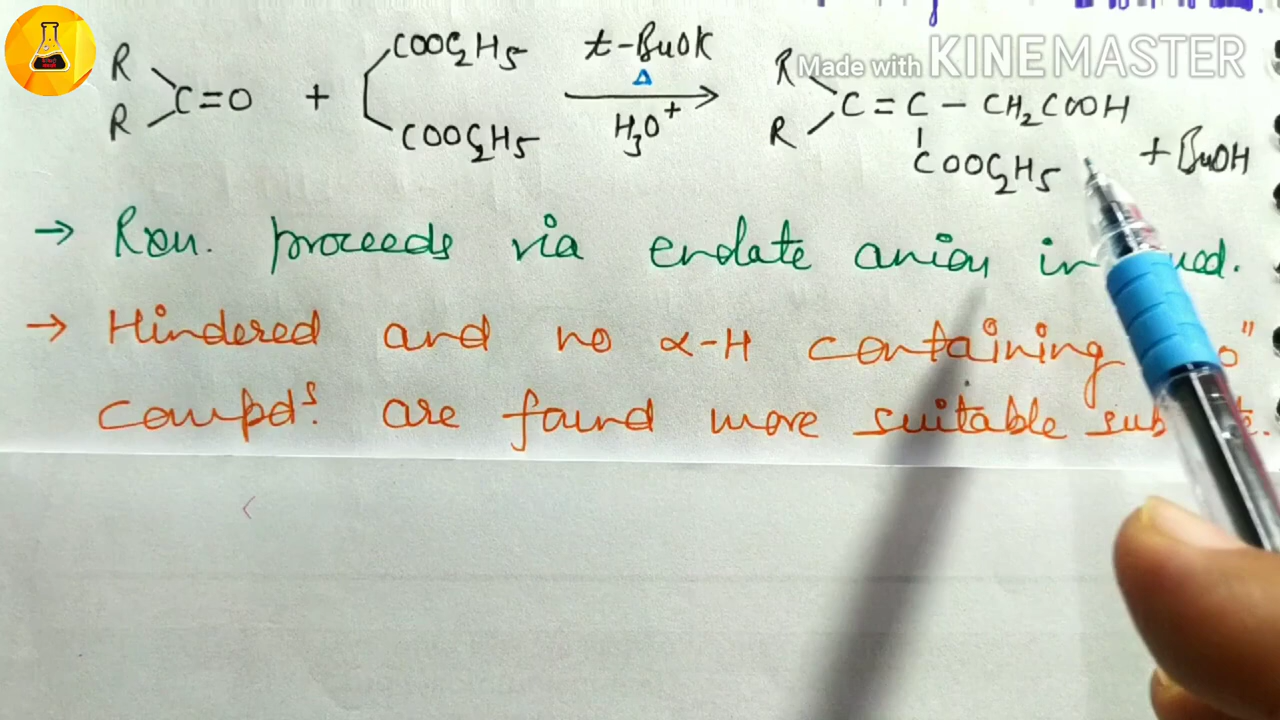 R COOC2H5 t-BuOK R Made with KINEMASTER
C=O + Δ C = C - CH2COOH
R COOC2H5 H3O+ R COOC2H5 + BuOH
→ Rxn. proceeds via enolate anion
→ Hindered and no α-H containing
compds. are found more suitable